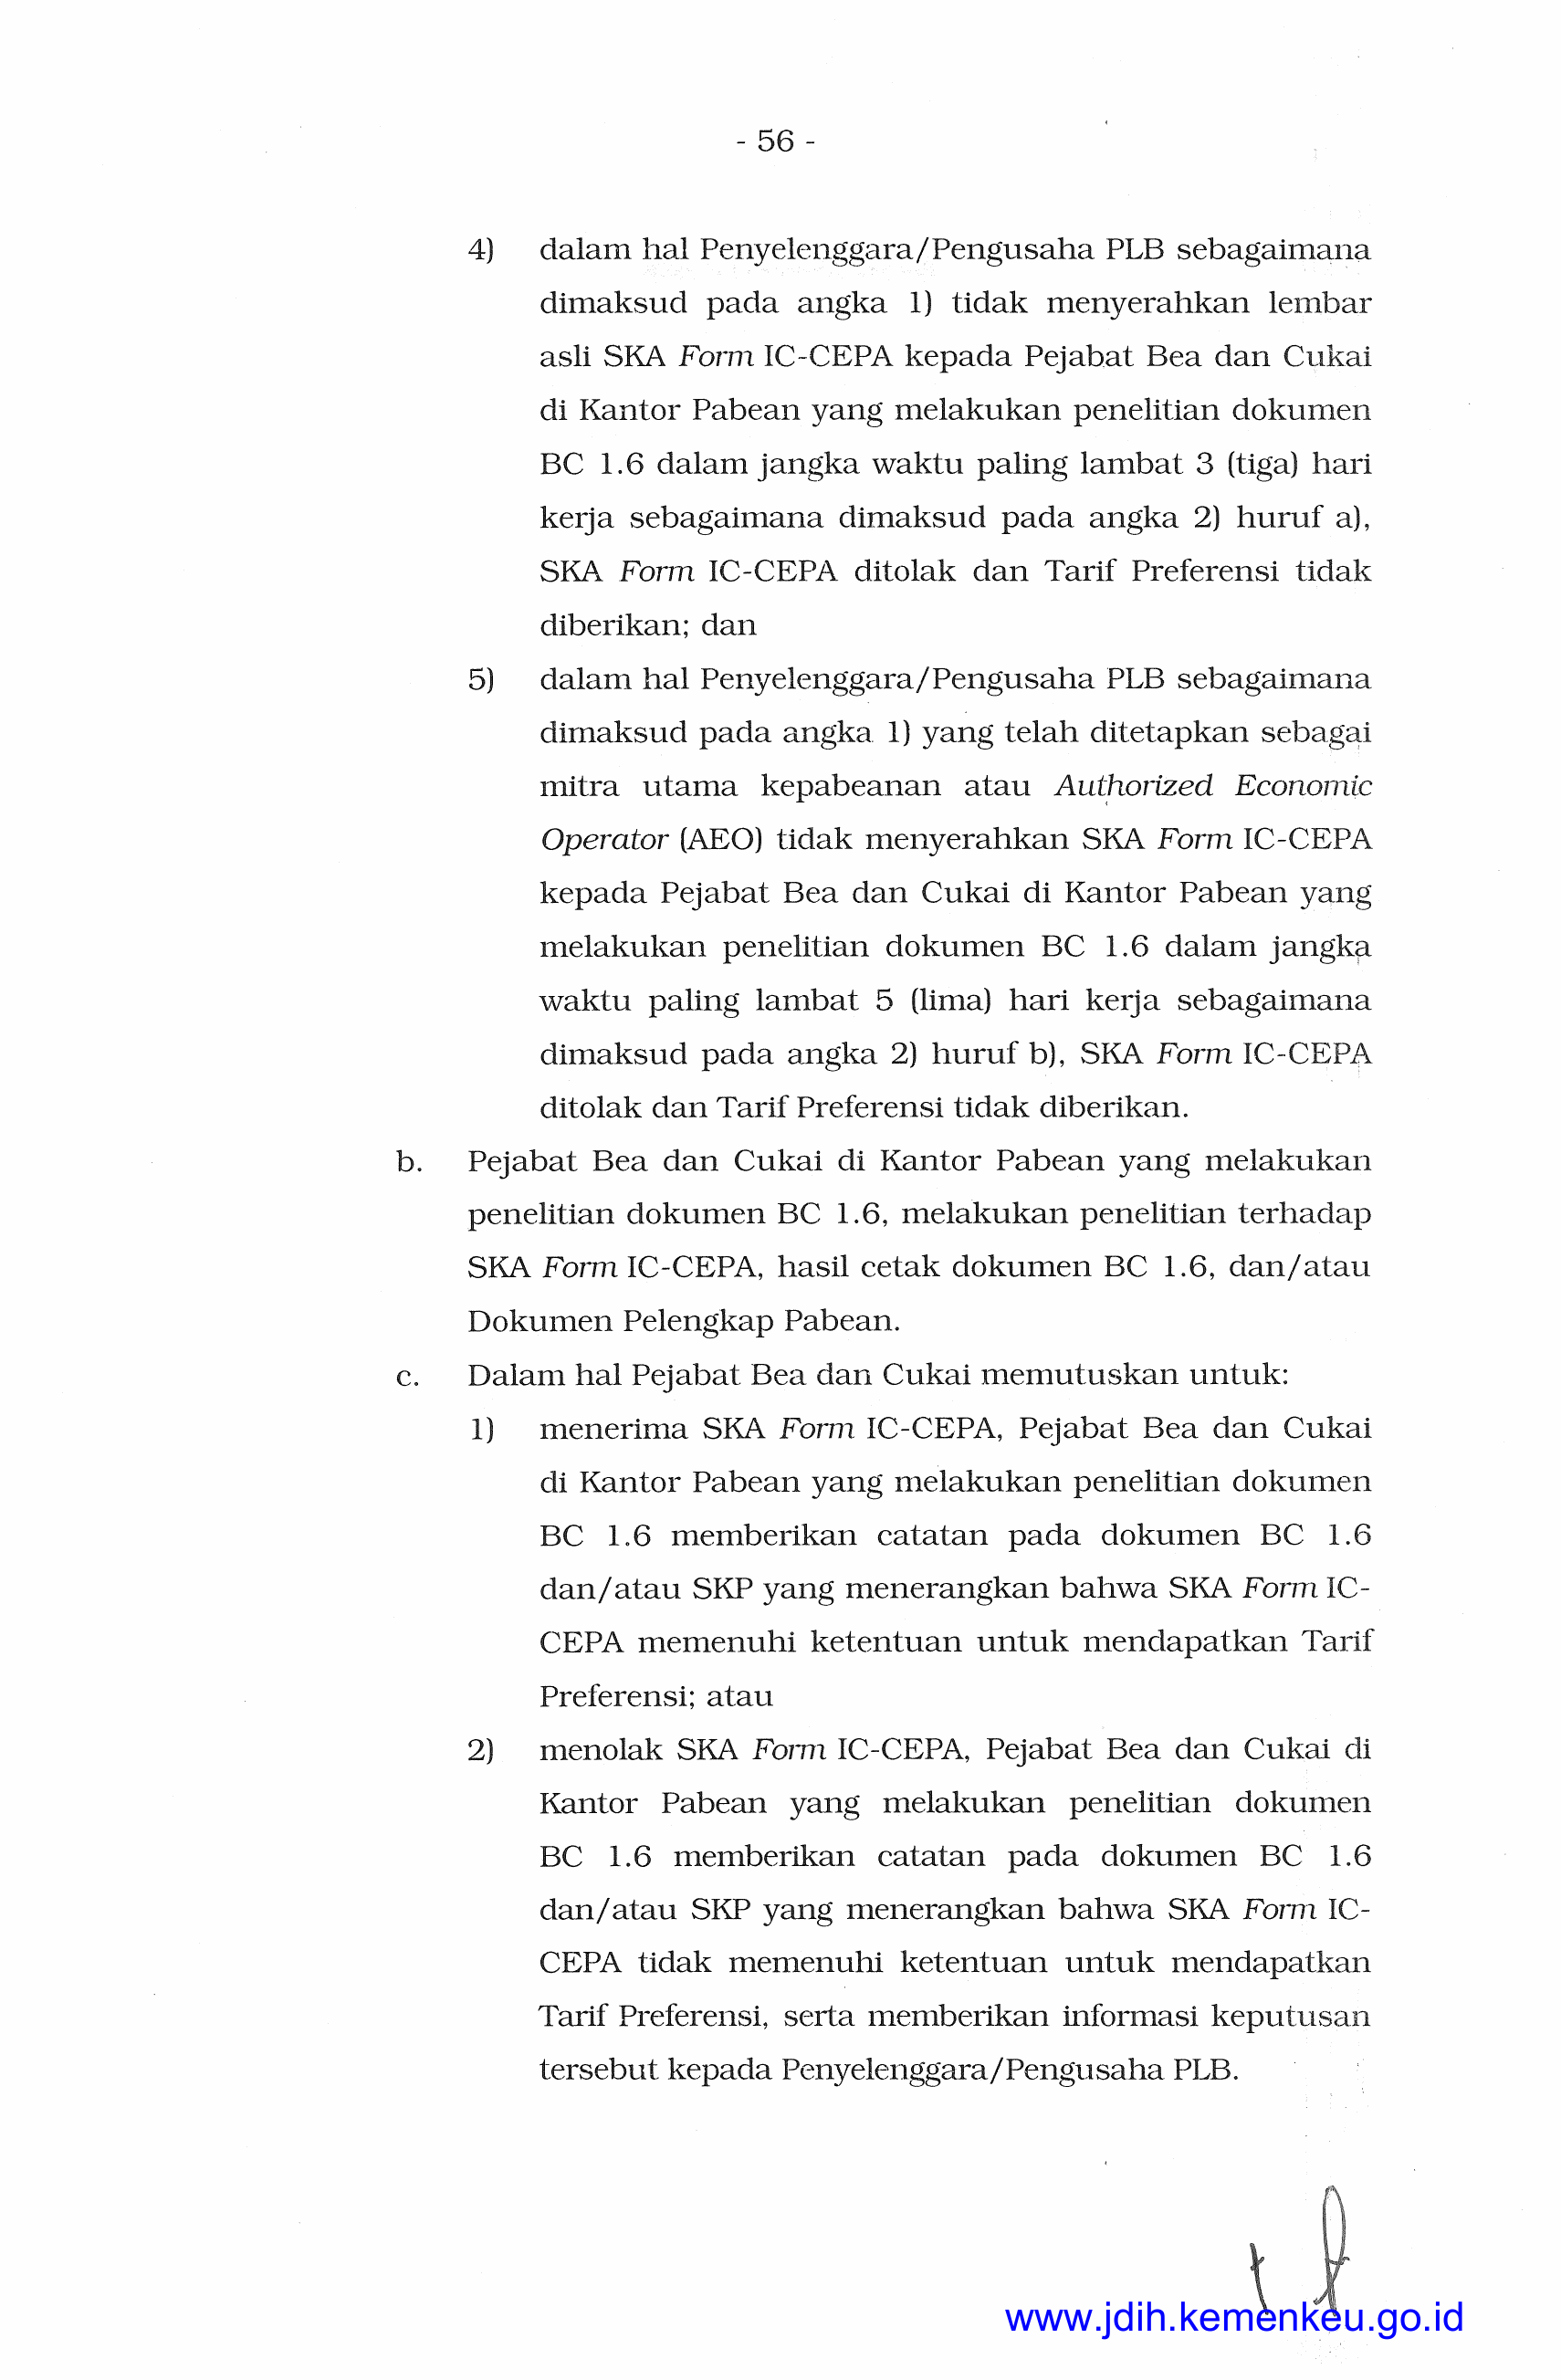 - 56 -
4) dalam hal Penyelenggara/Pengusaha PLB sebagaimana
dimaksud pada angka 1) tidak menyerahkan lembar
asli SKA Form IC-CEPA kepada Pejabat Bea dan Cukai
di Kantor Pabean yang melakukan penelitian dokumen
BC 1.6 dalam jangka waktu paling lambat 3 (tiga) hari
kerja sebagaimana dimaksud pada angka 2) huruf a),
SKA Form IC-CEPA ditolak dan Tarif Preferensi tidak
diberikan; dan
5) dalam hal Penyelenggara/Pengusaha PLB sebagaimana
dimaksud pada angka 1) yang telah ditetapkan sebagai
mitra utama kepabeanan atau Authorized Economic
Operator (AEO) tidak menyerahkan SKA Form IC-CEPA
kepada Pejabat Bea dan Cukai di Kantor Pabean yang
melakukan penelitian dokumen BC 1.6 dalam jangka
waktu paling lambat 5 (lima) hari kerja sebagaimana
dimaksud pada angka 2) huruf b), SKA Form IC-CEPA
ditolak dan Tarif Preferensi tidak diberikan.
b. Pejabat Bea dan Cukai di Kantor Pabean yang melakukan
penelitian dokumen BC 1.6, melakukan penelitian terhadap
SKA Form IC-CEPA, hasil cetak dokumen BC 1.6, dan/atau
Dokumen Pelengkap Pabean.
c. Dalam hal Pejabat Bea dan Cukai memutuskan untuk:
1) menerima SKA Form IC-CEPA, Pejabat Bea dan Cukai
di Kantor Pabean yang melakukan penelitian dokumen
BC 1.6 memberikan catatan pada dokumen BC 1.6
dan/atau SKP yang menerangkan bahwa SKA Form IC-
CEPA memenuhi ketentuan untuk mendapatkan Tarif
Preferensi; atau
2) menolak SKA Form IC-CEPA, Pejabat Bea dan Cukai di
Kantor Pabean yang melakukan penelitian dokumen
BC 1.6 memberikan catatan pada dokumen BC 1.6
dan/atau SKP yang menerangkan bahwa SKA Form IC-
CEPA tidak memenuhi ketentuan untuk mendapatkan
Tarif Preferensi, serta memberikan informasi keputusan
tersebut kepada Penyelenggara/Pengusaha PLB.
www.jdih.kemenkeu.go.id